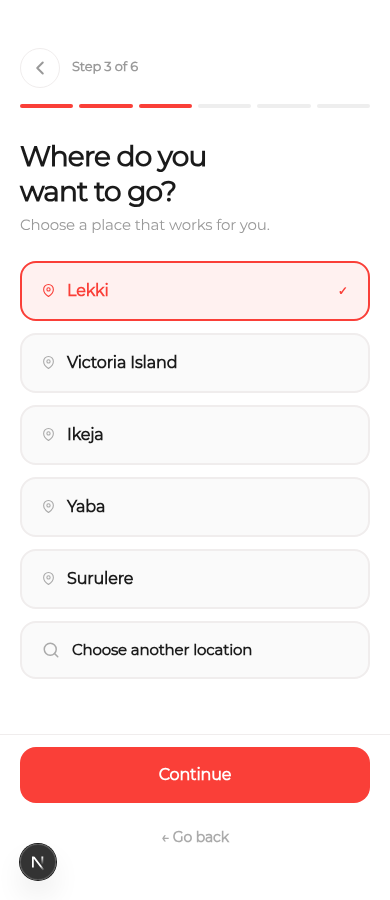 Step 3 of 6
Where do you
want to go?
Choose a place that works for you.
Lekki ✓
Victoria Island
Ikeja
Yaba
Surulere
Choose another location
Continue
← Go back
N